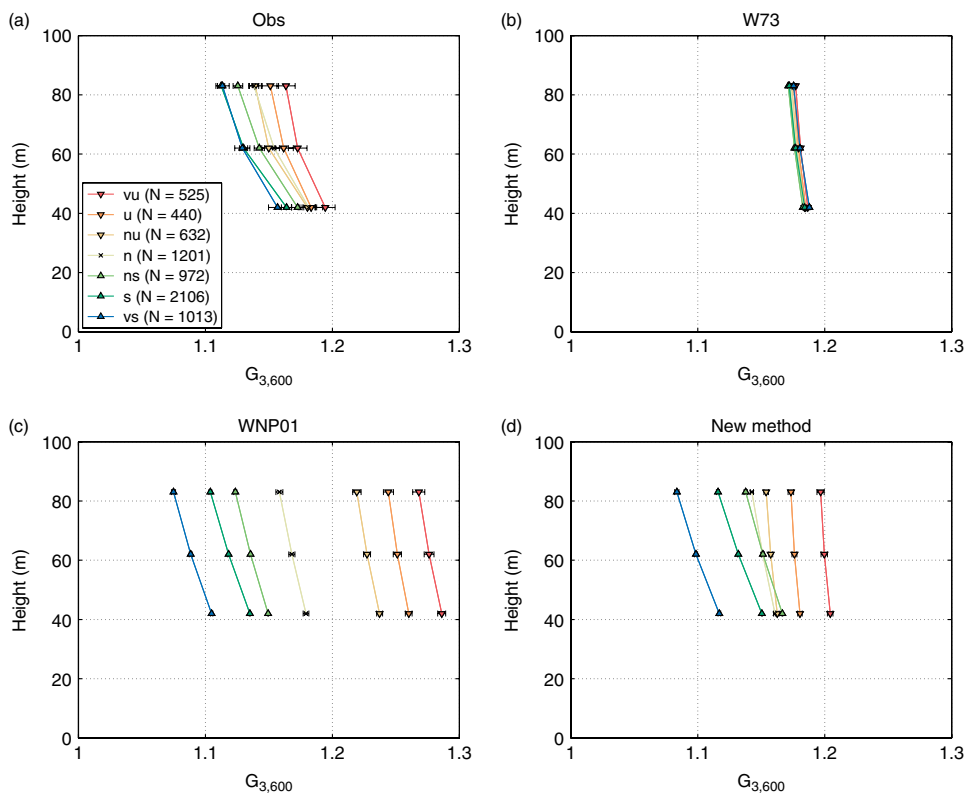 (a) Obs
100
80
60
40
20
0
Height (m)
vu (N = 525)
u (N = 440)
nu (N = 632)
n (N = 1201)
ns (N = 972)
s (N = 2106)
vs (N = 1013)
1 1.1 1.2 1.3
G3,600
(b) W73
100
80
60
40
20
0
Height (m)
1 1.1 1.2 1.3
G3,600
(c) WNP01
100
80
60
40
20
0
Height (m)
1 1.1 1.2 1.3
G3,600
(d) New method
100
80
60
40
20
0
Height (m)
1 1.1 1.2 1.3
G3,600